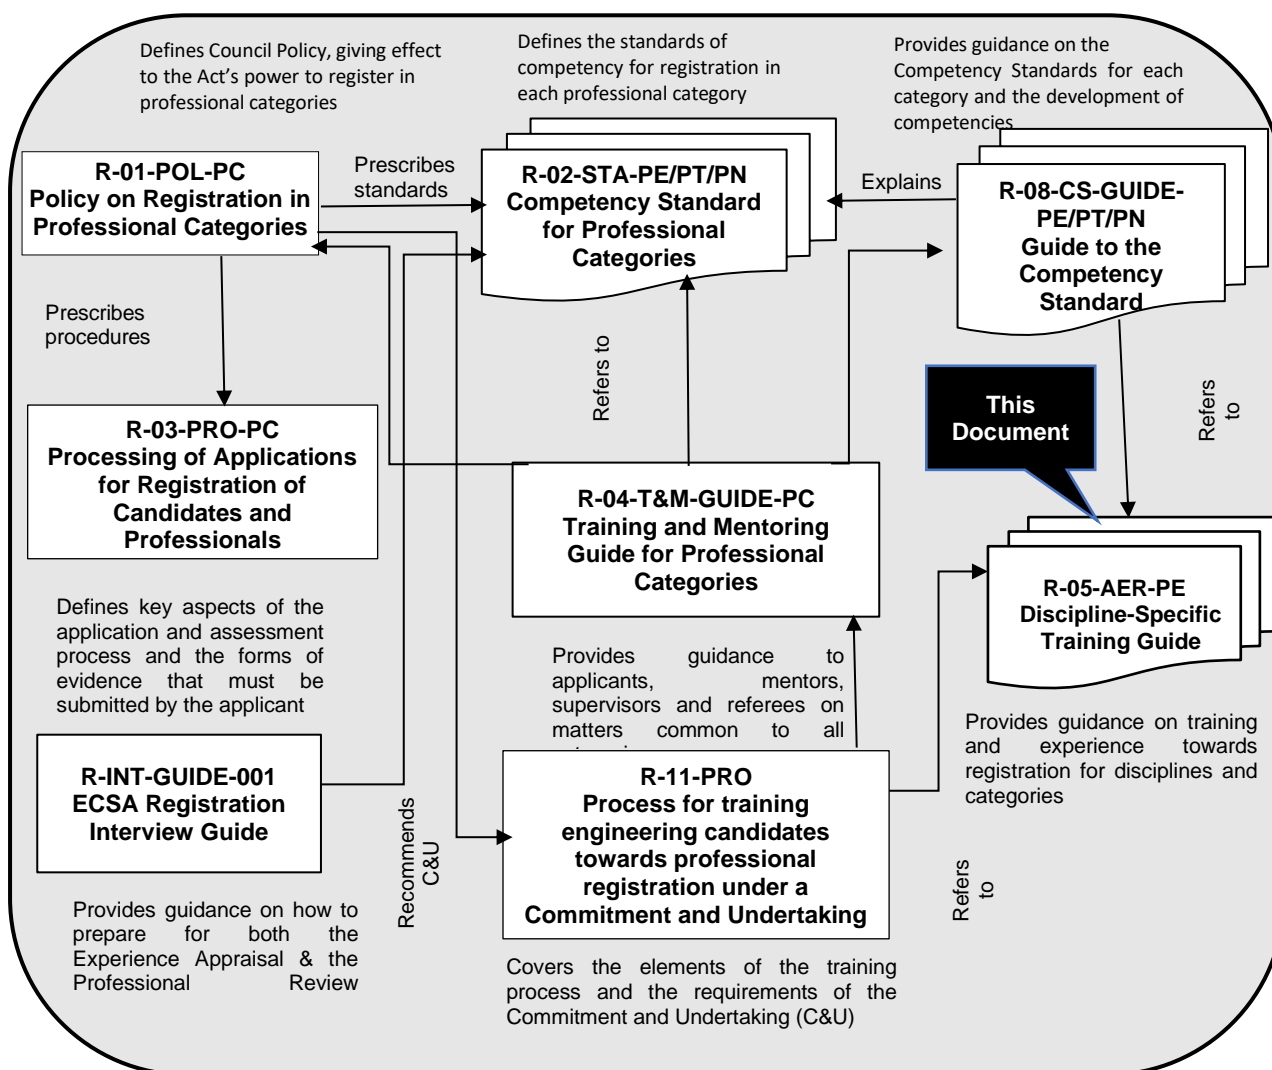 Defines Council Policy, giving effect
to the Act's power to register in
professional categories
Defines the standards of
competency for registration in
each professional category
Provides guidance on the
Competency Standards for each
category and the development of
competencies
R-01-POL-PC
Policy on Registration in
Professional Categories
Prescribes
standards
R-02-STA-PE/PT/PN
Competency Standard
for Professional
Categories
Explains
R-08-CS-GUIDE-
PE/PT/PN
Guide to the
Competency
Standard
Prescribes
procedures
Refers to
This
Document
Refers
to
R-03-PRO-PC
Processing of Applications
for Registration of
Candidates and
Professionals
R-04-T&M-GUIDE-PC
Training and Mentoring
Guide for Professional
Categories
R-05-AER-PE
Discipline-Specific
Training Guide
Defines key aspects of the
application and assessment
process and the forms of
evidence that must be
submitted by the applicant
Provides guidance to
applicants, mentors,
supervisors and referees on
matters common to all
Provides guidance on training
and experience towards
registration for disciplines and
categories
R-INT-GUIDE-001
ECSA Registration
Interview Guide
Recommends
C&U
R-11-PRO
Process for training
engineering candidates
towards professional
registration under a
Commitment and Undertaking
Refers
to
Provides guidance on how to
prepare for both the
Experience Appraisal & the
Professional Review
Covers the elements of the training
process and the requirements of the
Commitment and Undertaking (C&U)